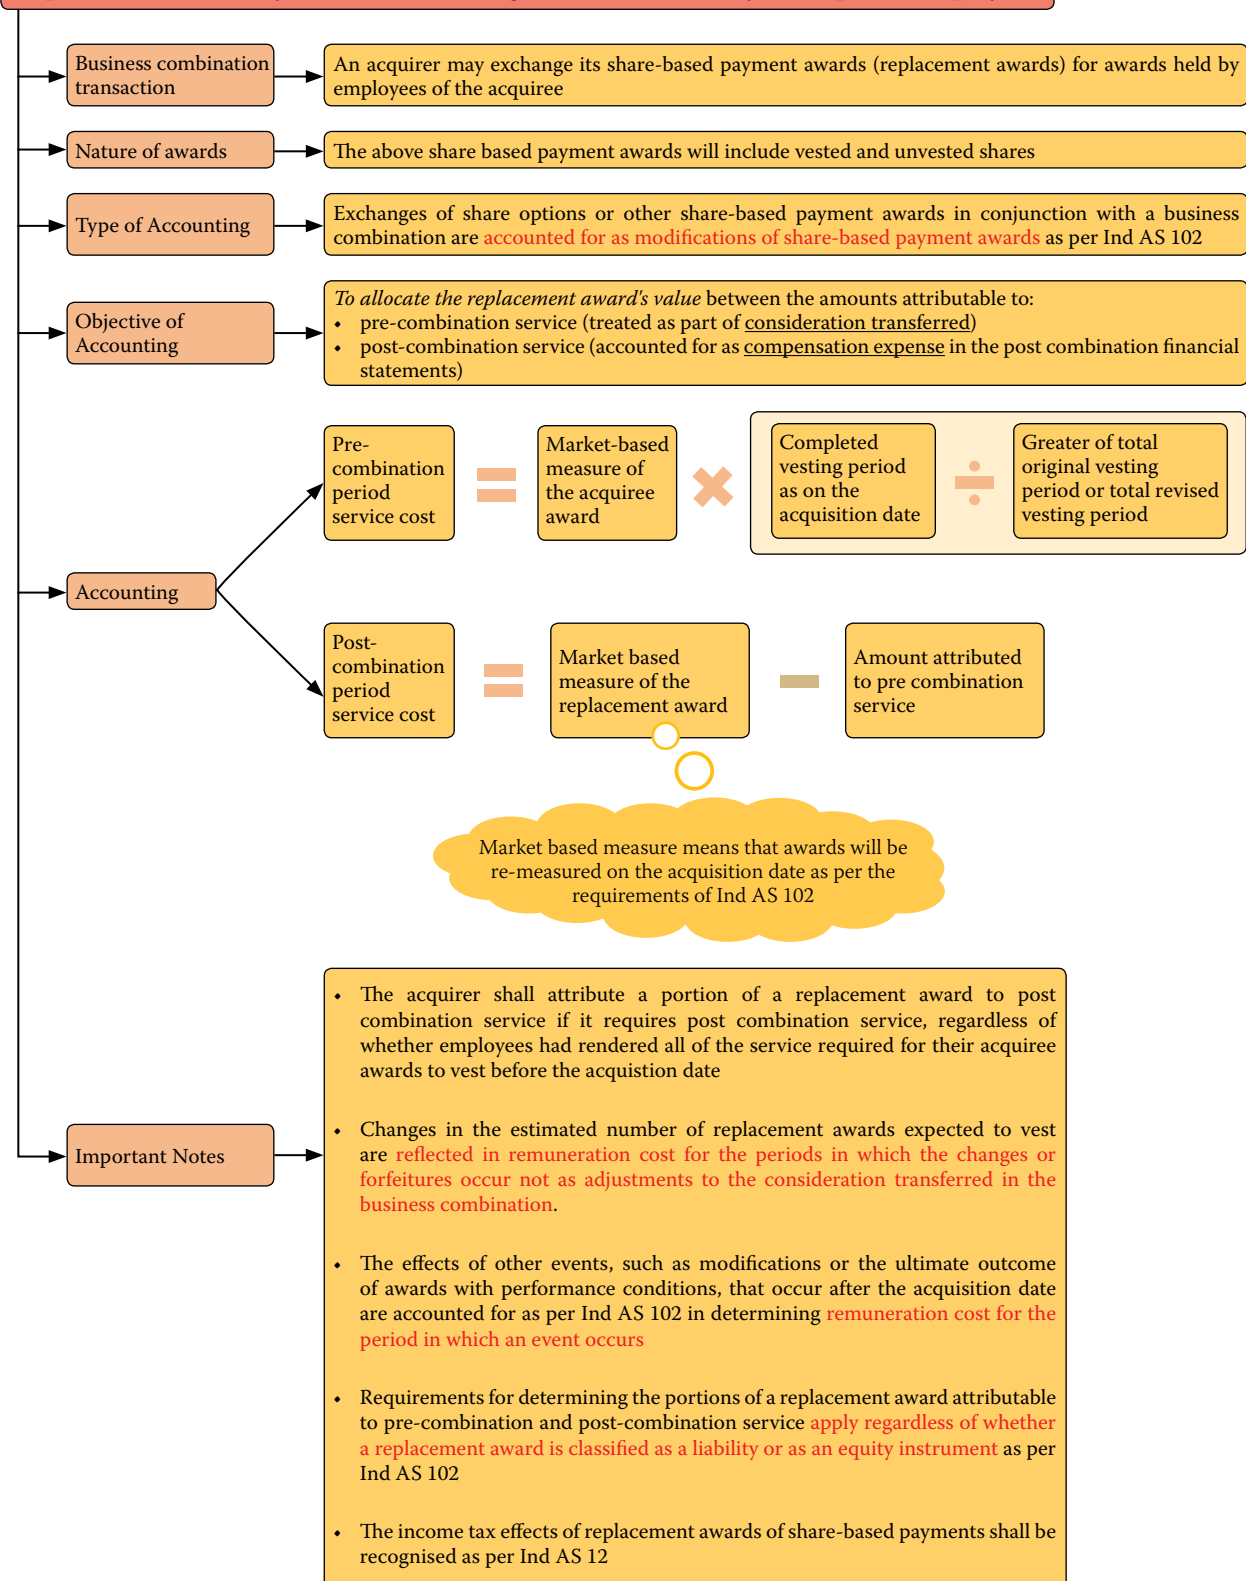 Business combination
transaction
An acquirer may exchange its share-based payment awards (replacement awards) for awards held by
employees of the acquiree
Nature of awards
The above share based payment awards will include vested and unvested shares
Type of Accounting
Exchanges of share options or other share-based payment awards in conjunction with a business
combination are accounted for as modifications of share-based payment awards as per Ind AS 102
Objective of
Accounting
To allocate the replacement award's value between the amounts attributable to:
• pre-combination service (treated as part of consideration transferred)
• post-combination service (accounted for as compensation expense in the post combination financial
statements)
Accounting
Pre-
combination
period
service cost
=
Market-based
measure of
the acquiree
award
×
Completed
vesting period
as on the
acquisition date
÷
Greater of total
original vesting
period or total revised
vesting period
Post-
combination
period
service cost
=
Market based
measure of the
replacement award
−
Amount attributed
to pre combination
service
Market based measure means that awards will be
re-measured on the acquisition date as per the
requirements of Ind AS 102
Important Notes
• The acquirer shall attribute a portion of a replacement award to post
combination service if it requires post combination service, regardless of
whether employees had rendered all of the service required for their acquiree
awards to vest before the acquistion date
• Changes in the estimated number of replacement awards expected to vest
are reflected in remuneration cost for the periods in which the changes or
forfeitures occur not as adjustments to the consideration transferred in the
business combination.
• The effects of other events, such as modifications or the ultimate outcome
of awards with performance conditions, that occur after the acquisition date
are accounted for as per Ind AS 102 in determining remuneration cost for the
period in which an event occurs
• Requirements for determining the portions of a replacement award attributable
to pre-combination and post-combination service apply regardless of whether
a replacement award is classified as a liability or as an equity instrument as per
Ind AS 102
• The income tax effects of replacement awards of share-based payments shall be
recognised as per Ind AS 12